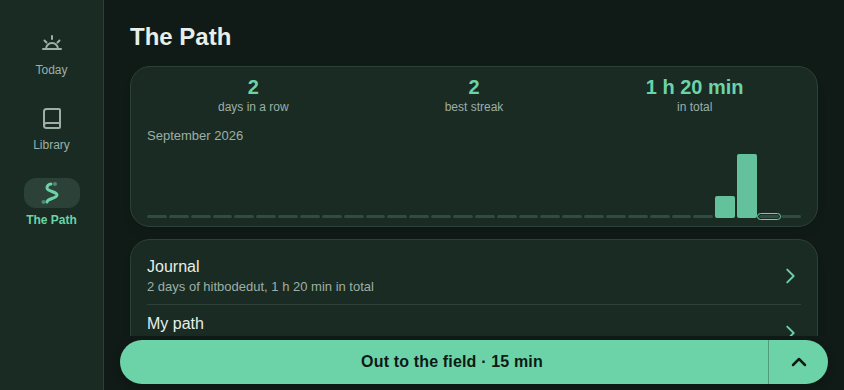 The Path
Today
Library
The Path
2
days in a row
2
best streak
1 h 20 min
in total
September 2026
Journal
2 days of hitbodedut, 1 h 20 min in total
My path
Out to the field · 15 min